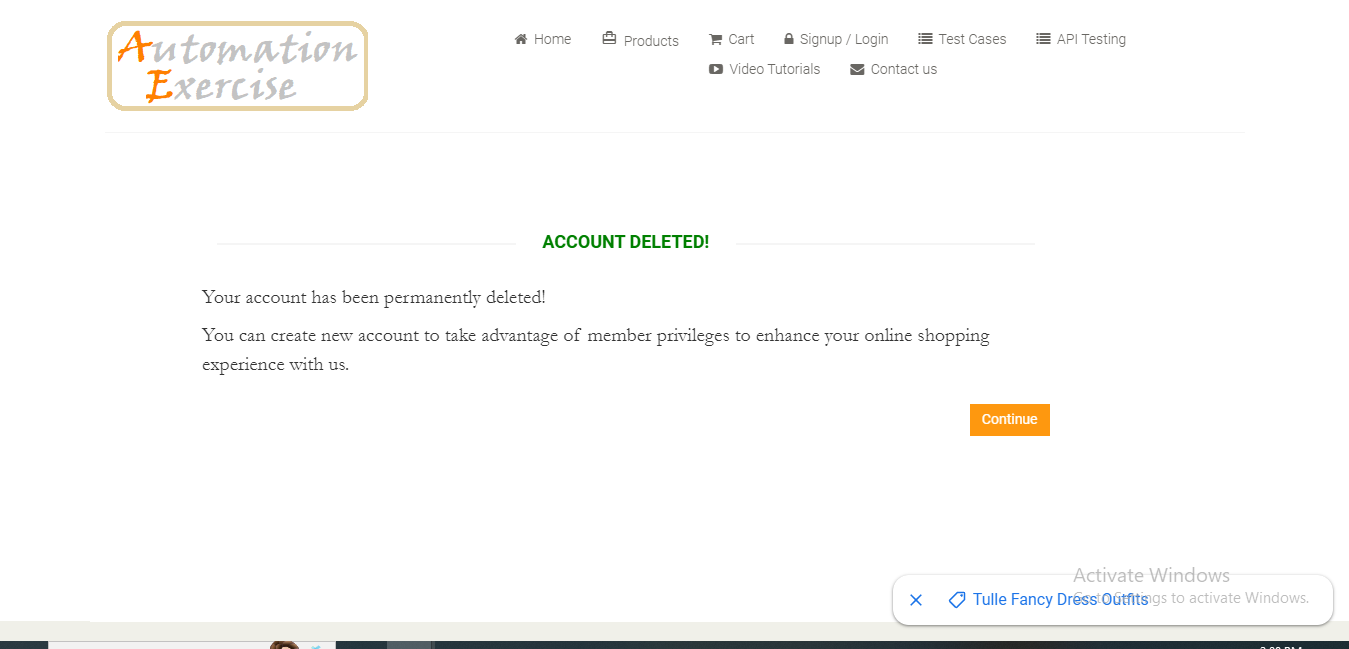 Automation
Exercise
Home
Products
Cart
Signup / Login
Test Cases
API Testing
Video Tutorials
Contact us
ACCOUNT DELETED!
Your account has been permanently deleted!
You can create new account to take advantage of member privileges to enhance your online shopping
experience with us.
Continue
Activate Windows
Go to Settings to activate Windows.
Tulle Fancy Dress Outfits